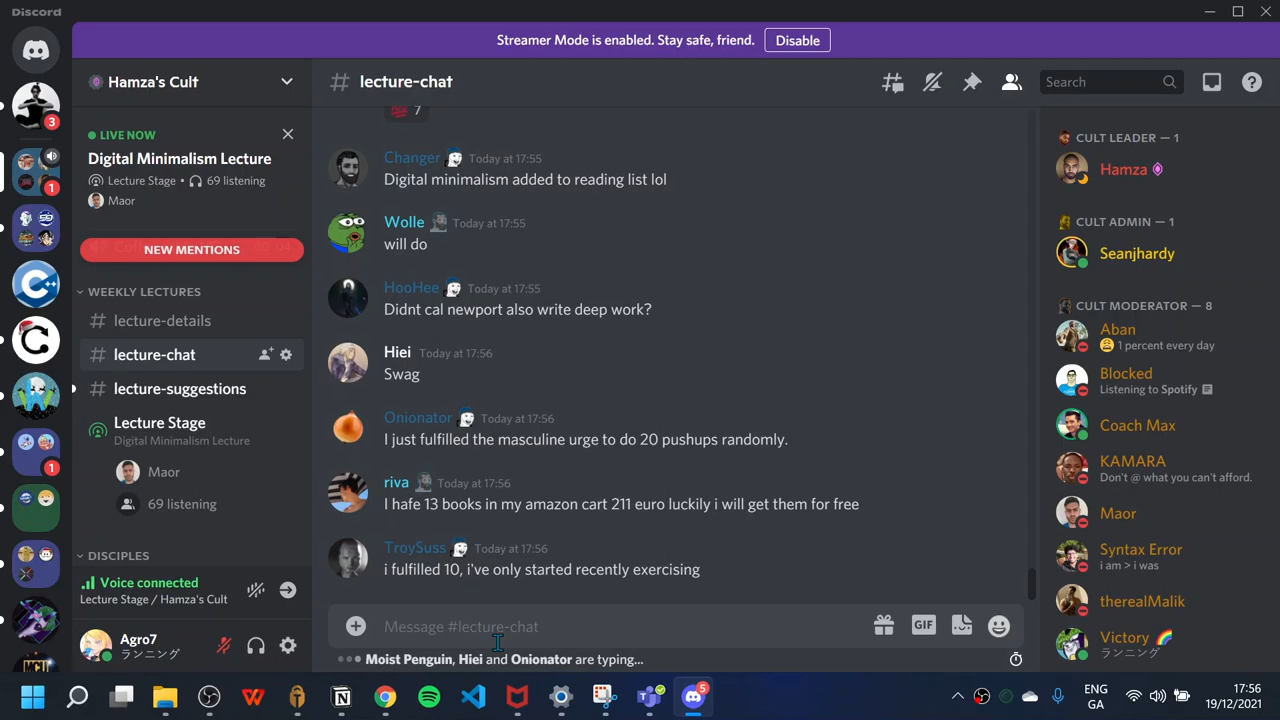 Discord
Streamer Mode is enabled. Stay safe, friend.
Disable
Hamza's Cult
LIVE NOW
Digital Minimalism Lecture
Lecture Stage • 69 listening
Maor
NEW MENTIONS
WEEKLY LECTURES
lecture-details
lecture-chat
lecture-suggestions
Lecture Stage
Digital Minimalism Lecture
Maor
69 listening
DISCIPLES
Voice connected
Lecture Stage / Hamza's Cult
Agro7
ランニング
3
1
1
MCU
# lecture-chat
Search
7
Changer Today at 17:55
Digital minimalism added to reading list lol
Wolle Today at 17:55
will do
HooHee Today at 17:55
Didnt cal newport also write deep work?
Hiei Today at 17:56
Swag
Onionator Today at 17:56
I just fulfilled the masculine urge to do 20 pushups randomly.
riva Today at 17:56
I hafe 13 books in my amazon cart 211 euro luckily i will get them for free
TroySuss Today at 17:56
i fulfilled 10, i've only started recently exercising
Message #lecture-chat
GIF
Moist Penguin, Hiei and Onionator are typing...
CULT LEADER — 1
Hamza
CULT ADMIN — 1
Seanjhardy
CULT MODERATOR — 8
Aban
1 percent every day
Blocked
Listening to Spotify
Coach Max
KAMARA
Don't @ what you can't afford.
Maor
Syntax Error
i am > i was
therealMalik
Victory
ランニング
5
ENG
GA
17:56
19/12/2021